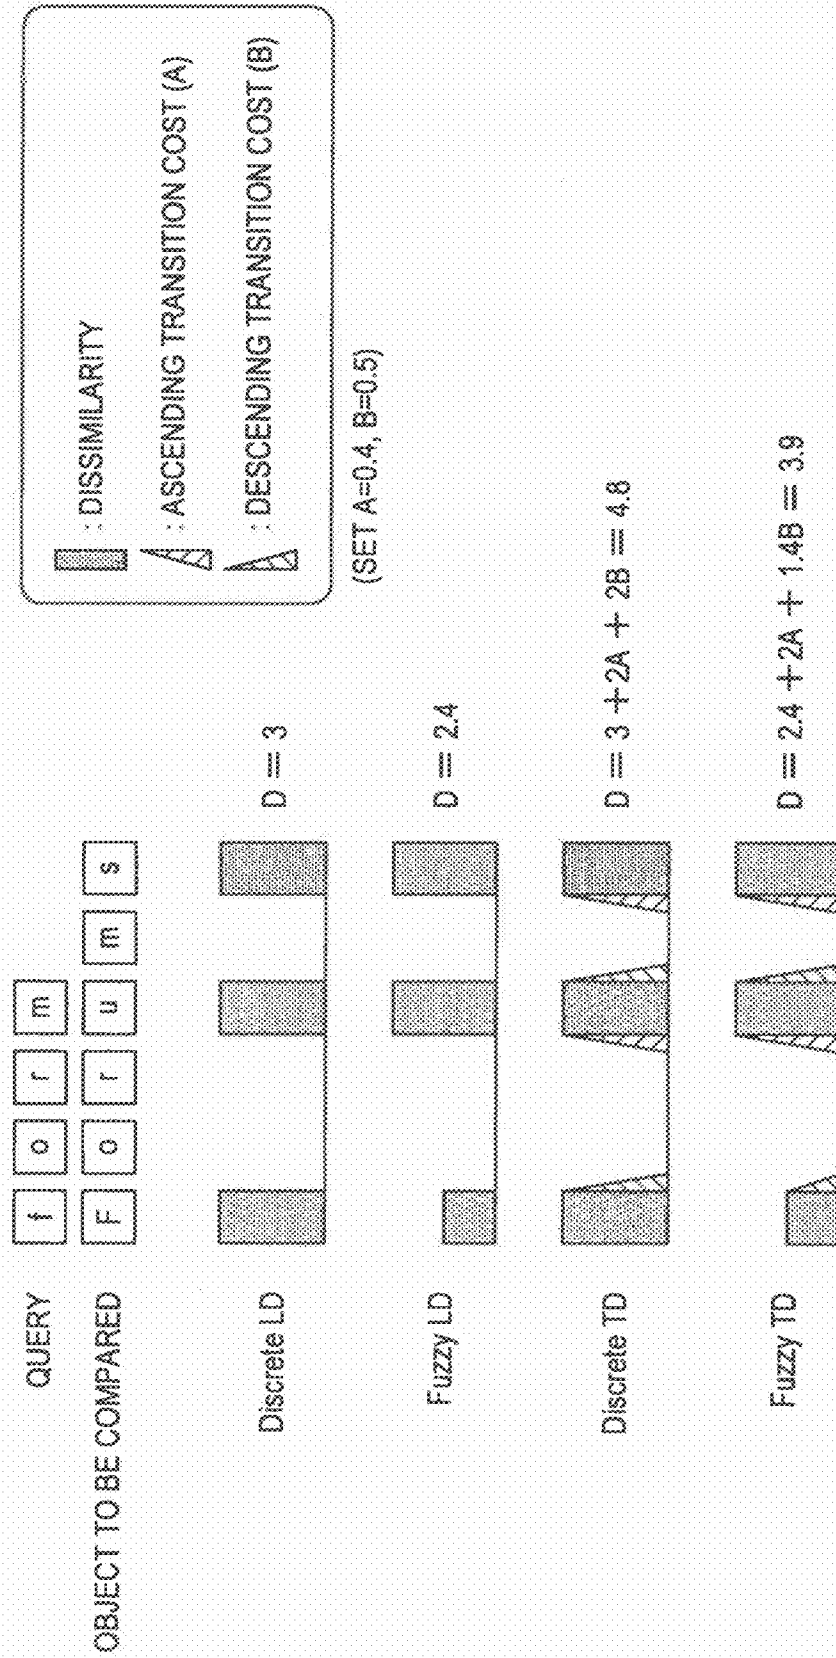 QUERY
f o r m
OBJECT TO BE COMPARED
F o r u m s
Discrete LD
D = 3
Fuzzy LD
D = 2.4
Discrete TD
D = 3 + 2A + 2B = 4.8
Fuzzy TD
D = 2.4 + 2A + 1.4B = 3.9
: DISSIMILARITY
: ASCENDING TRANSITION COST (A)
: DESCENDING TRANSITION COST (B)
(SET A=0.4, B=0.5)